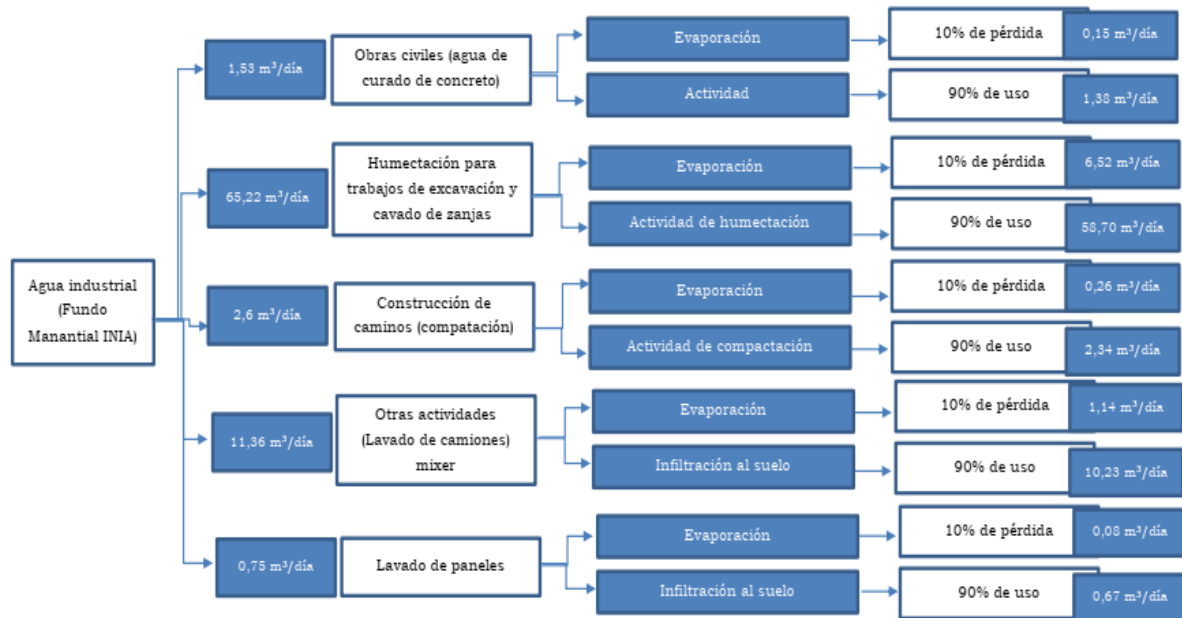 Agua industrial
(Fundo
Manantial INIA)
1,53 m³/día
Obras civiles (agua de
curado de concreto)
Evaporación
10% de pérdida
0,15 m³/día
Actividad
90% de uso
1,38 m³/día
65,22 m³/día
Humectación para
trabajos de excavación y
cavado de zanjas
Evaporación
10% de pérdida
6,52 m³/día
Actividad de humectación
90% de uso
58,70 m³/día
2,6 m³/día
Construcción de
caminos (compatación)
Evaporación
10% de pérdida
0,26 m³/día
Actividad de compactación
90% de uso
2,34 m³/día
11,36 m³/día
Otras actividades
(Lavado de camiones)
mixer
Evaporación
10% de pérdida
1,14 m³/día
Infiltración al suelo
90% de uso
10,23 m³/día
0,75 m³/día
Lavado de paneles
Evaporación
10% de pérdida
0,08 m³/día
Infiltración al suelo
90% de uso
0,67 m³/día